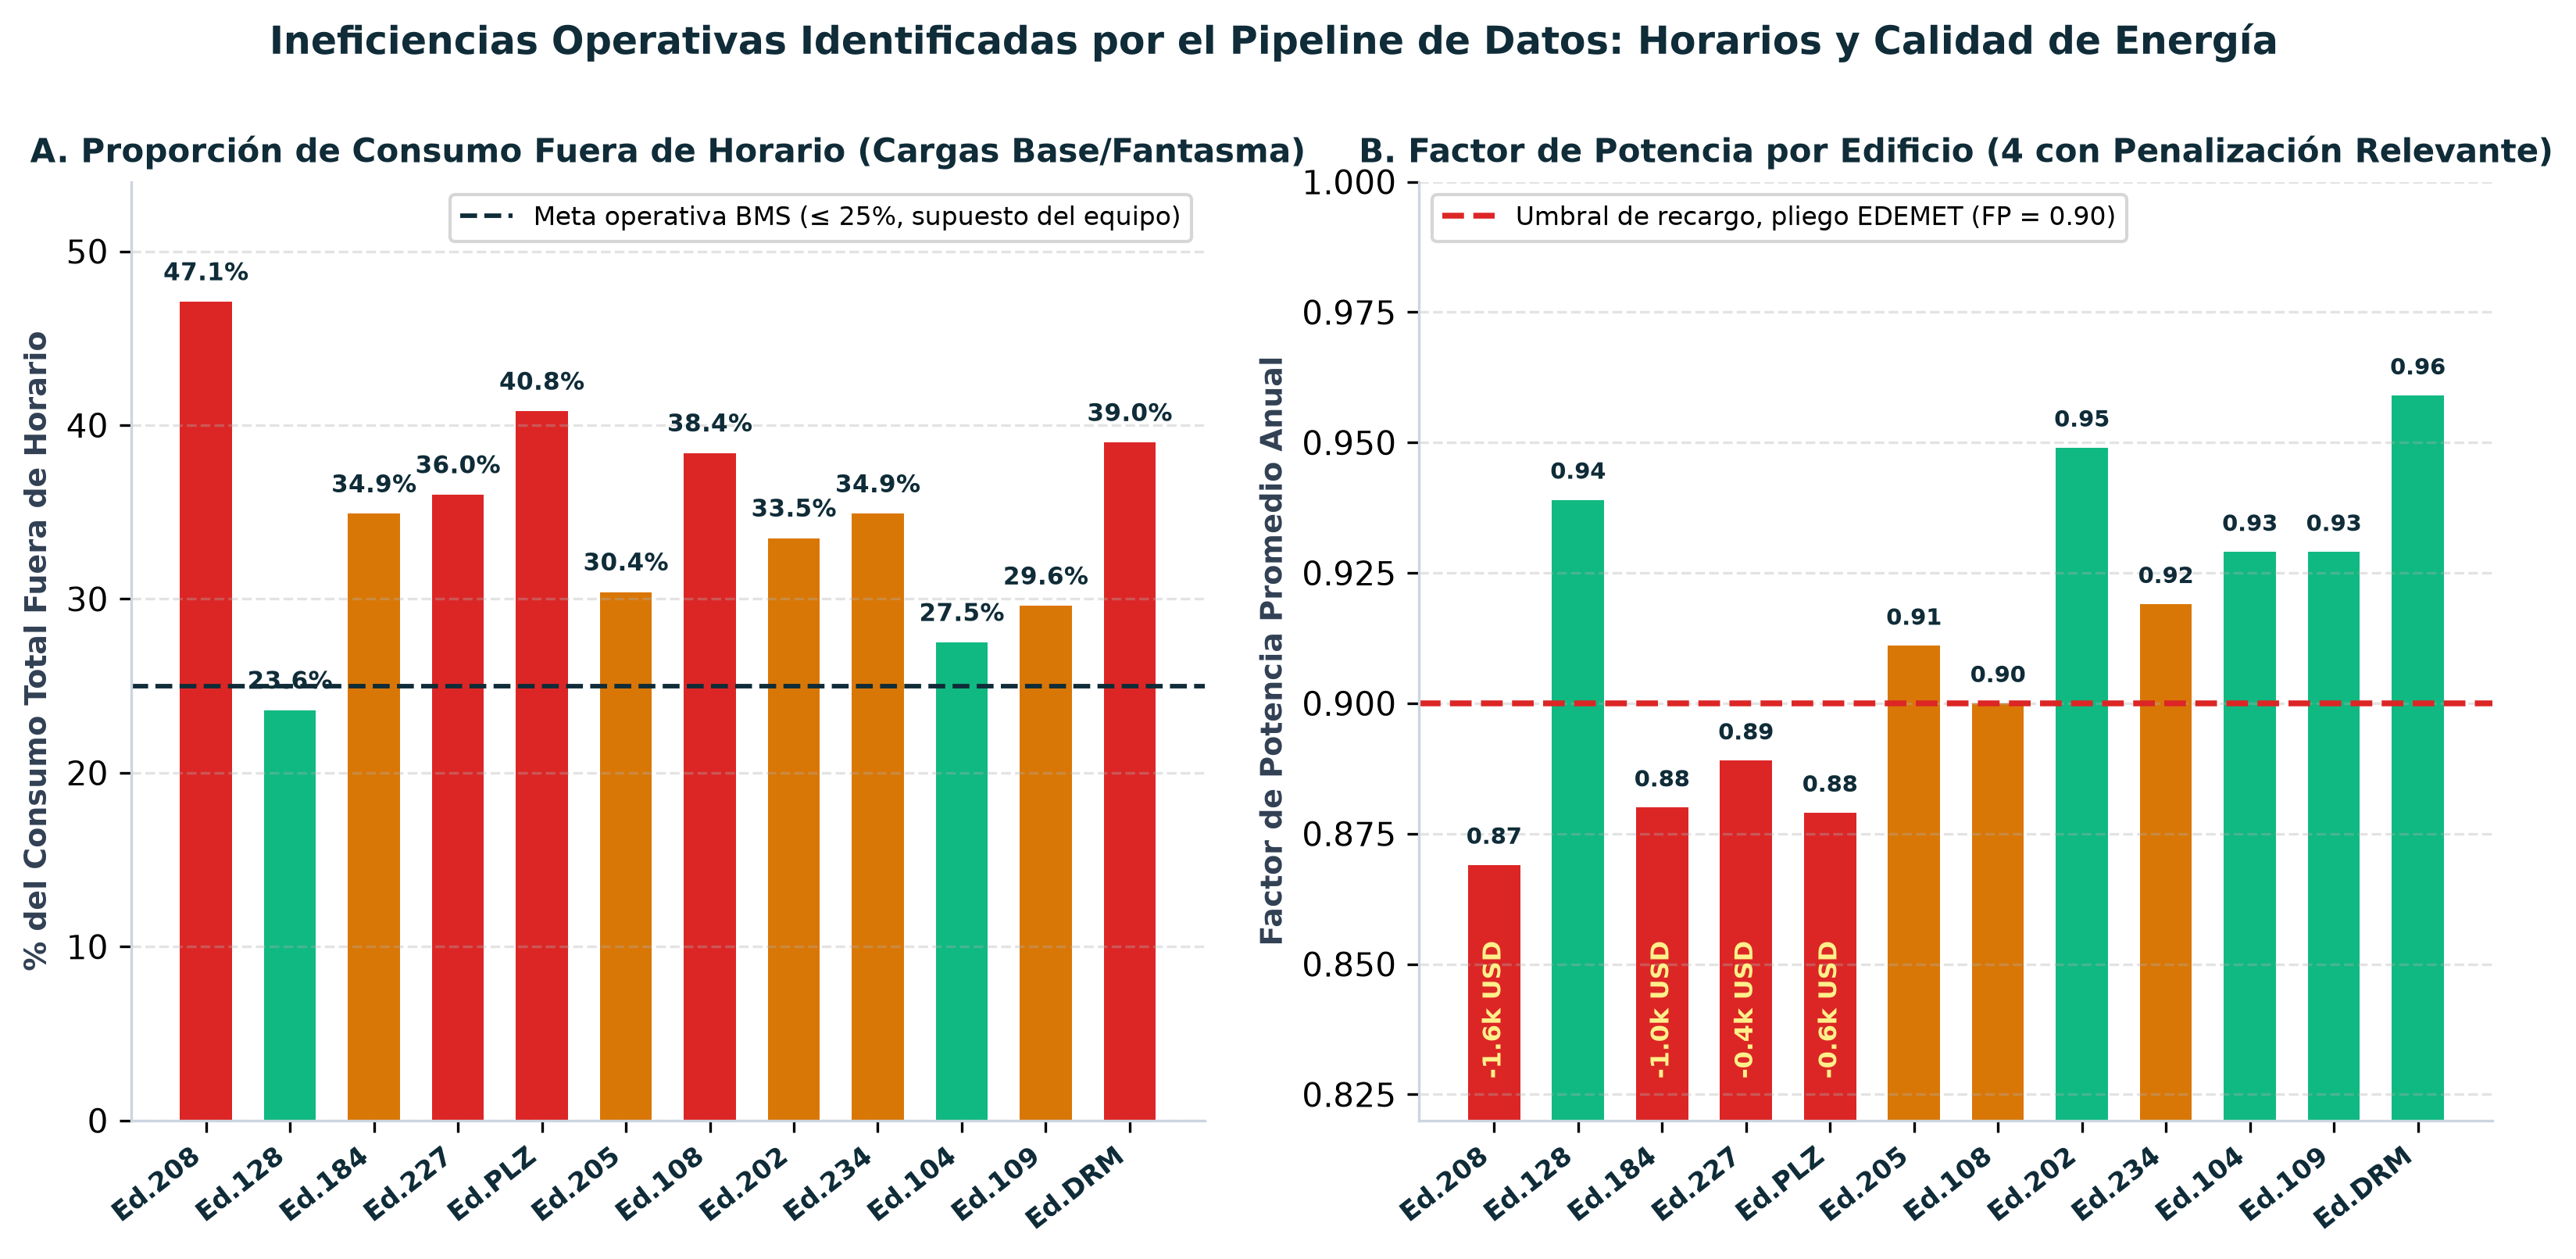 Ineficiencias Operativas Identificadas por el Pipeline de Datos: Horarios y Calidad de Energía
A. Proporción de Consumo Fuera de Horario (Cargas Base/Fantasma)
Meta operativa BMS (≤ 25%, supuesto del equipo)
% del Consumo Total Fuera de Horario
50
40
30
20
10
0
47.1%
23.6%
34.9%
36.0%
40.8%
30.4%
38.4%
33.5%
34.9%
27.5%
29.6%
39.0%
Ed.208
Ed.128
Ed.184
Ed.227
Ed.PLZ
Ed.205
Ed.108
Ed.202
Ed.234
Ed.104
Ed.109
Ed.DRM
B. Factor de Potencia por Edificio (4 con Penalización Relevante)
Umbral de recargo, pliego EDEMET (FP = 0.90)
Factor de Potencia Promedio Anual
1.000
0.975
0.950
0.925
0.900
0.875
0.850
0.825
0.87
0.94
0.88
0.89
0.88
0.91
0.90
0.95
0.92
0.93
0.93
0.96
-1.6k USD
-1.0k USD
-0.4k USD
-0.6k USD
Ed.208
Ed.128
Ed.184
Ed.227
Ed.PLZ
Ed.205
Ed.108
Ed.202
Ed.234
Ed.104
Ed.109
Ed.DRM